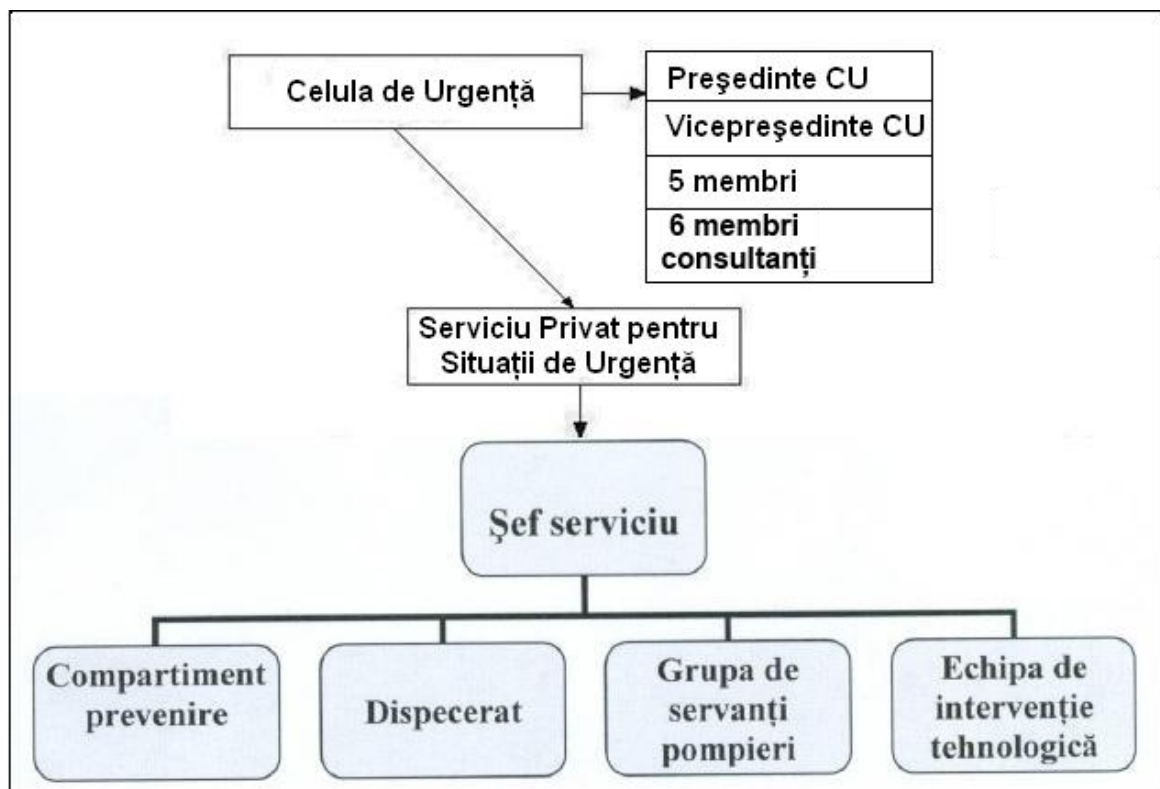 Celula de Urgență
Preşedinte CU
Vicepreşedinte CU
5 membri
6 membri
consultanți
Serviciu Privat pentru
Situații de Urgență
Şef serviciu
Compartiment
prevenire
Dispecerat
Grupa de
servanți
pompieri
Echipa de
intervenție
tehnologică